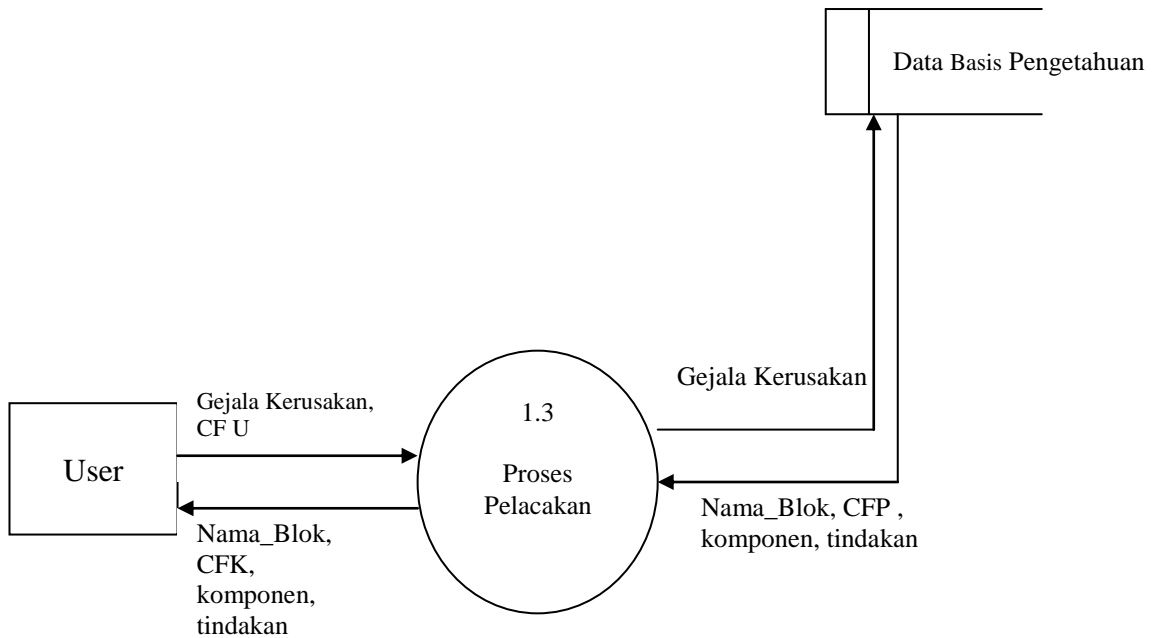 Data Basis Pengetahuan
Gejala Kerusakan
Gejala Kerusakan,
CF U
1.3
Proses
Pelacakan
User
Nama_Blok, CFP ,
komponen, tindakan
Nama_Blok,
CFK,
komponen,
tindakan